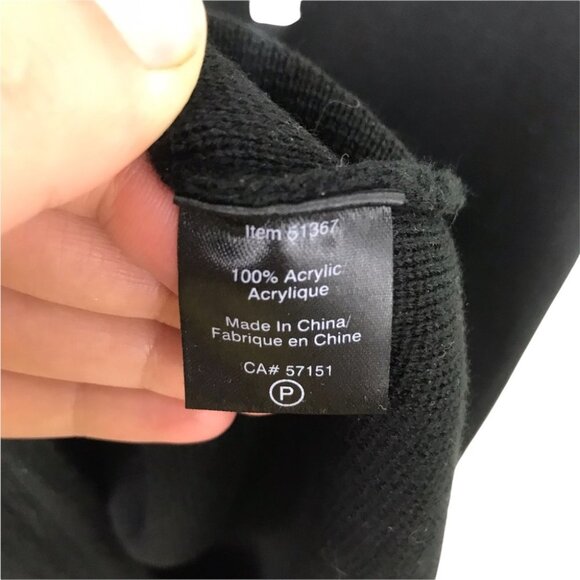 Item 51367
100% Acrylic
Acrylique
Made In China/
Fabrique en Chine
CA# 57151
P